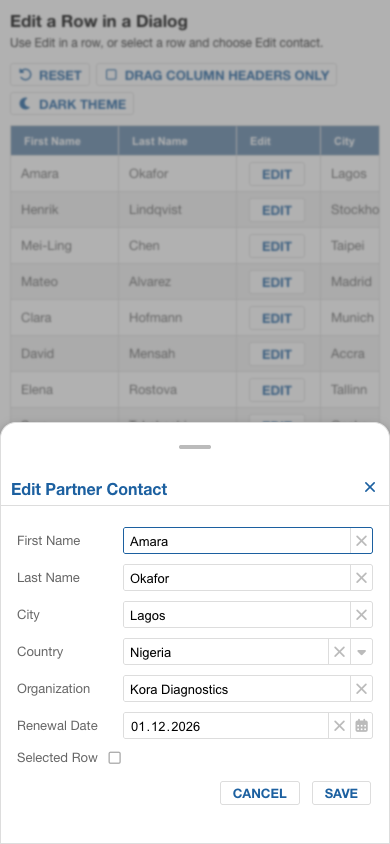 Edit a Row in a Dialog
Use Edit in a row, or select a row and choose Edit contact.
RESET DRAG COLUMN HEADERS ONLY
DARK THEME
First Name Last Name Edit City
Amara Okafor EDIT Lagos
Henrik Lindqvist EDIT Stockho
Mei-Ling Chen EDIT Taipei
Mateo Alvarez EDIT Madrid
Clara Hofmann EDIT Munich
David Mensah EDIT Accra
Elena Rostova EDIT Tallinn
Edit Partner Contact
First Name Amara
Last Name Okafor
City Lagos
Country Nigeria
Organization Kora Diagnostics
Renewal Date 01.12.2026
Selected Row
CANCEL SAVE